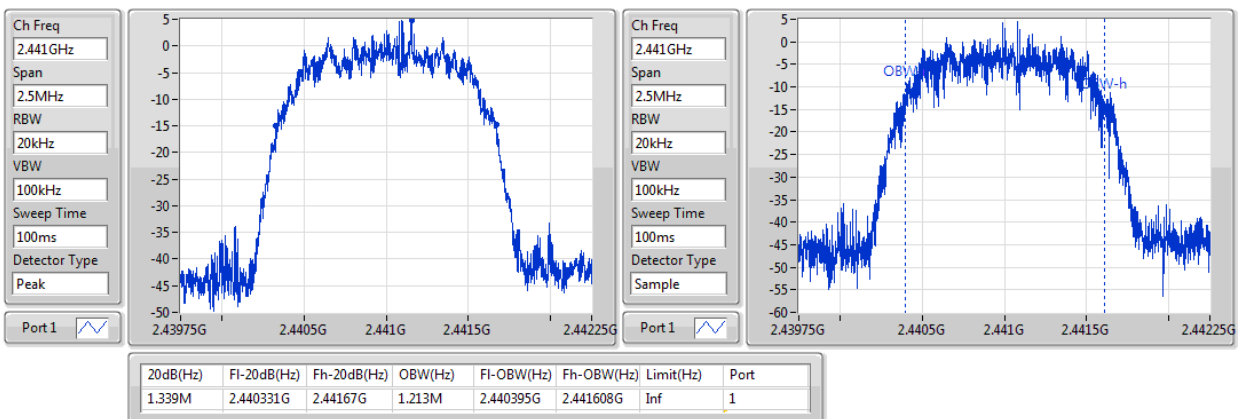 Ch Freq
2.441GHz
Span
2.5MHz
RBW
20kHz
VBW
100kHz
Sweep Time
100ms
Detector Type
Peak
Port 1
5
0
-5
-10
-15
-20
-25
-30
-35
-40
-45
-50
2.43975G 2.4405G 2.441G 2.4415G 2.44225G
Ch Freq
2.441GHz
Span
2.5MHz
RBW
20kHz
VBW
100kHz
Sweep Time
100ms
Detector Type
Sample
Port 1
5
0
-5
-10
-15
-20
-25
-30
-35
-40
-45
-50
-55
-60
2.43975G 2.4405G 2.441G 2.4415G 2.44225G
20dB(Hz) Fl-20dB(Hz) Fh-20dB(Hz) OBW(Hz) Fl-OBW(Hz) Fh-OBW(Hz) Limit(Hz) Port
1.339M 2.440331G 2.44167G 1.213M 2.440395G 2.441608G Inf 1